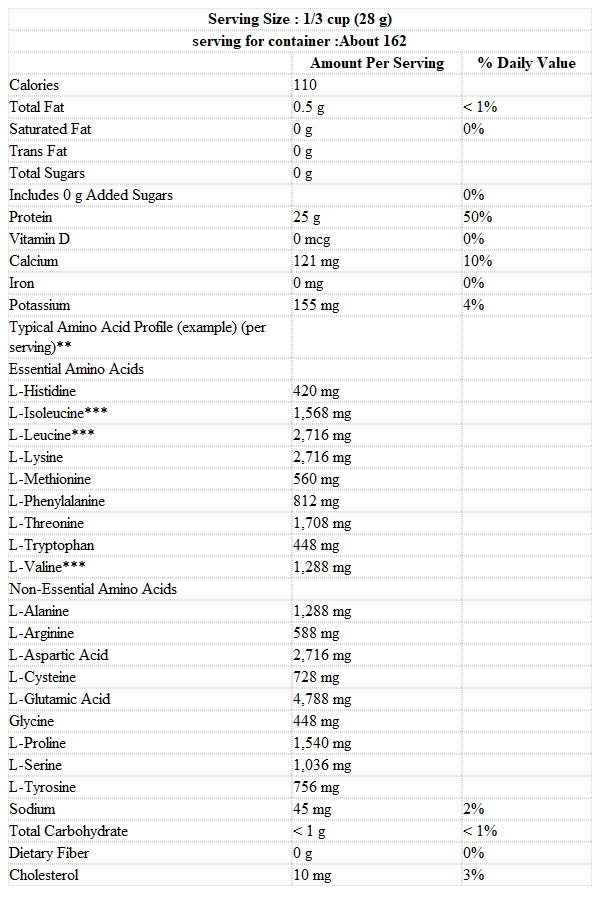 Serving Size : 1/3 cup (28 g)
serving for container :About 162
Amount Per Serving % Daily Value
Calories 110
Total Fat 0.5 g < 1%
Saturated Fat 0 g 0%
Trans Fat 0 g
Total Sugars 0 g
Includes 0 g Added Sugars 0%
Protein 25 g 50%
Vitamin D 0 mcg 0%
Calcium 121 mg 10%
Iron 0 mg 0%
Potassium 155 mg 4%
Typical Amino Acid Profile (example) (per
serving)**
Essential Amino Acids
L-Histidine 420 mg
L-Isoleucine*** 1,568 mg
L-Leucine*** 2,716 mg
L-Lysine 2,716 mg
L-Methionine 560 mg
L-Phenylalanine 812 mg
L-Threonine 1,708 mg
L-Tryptophan 448 mg
L-Valine*** 1,288 mg
Non-Essential Amino Acids
L-Alanine 1,288 mg
L-Arginine 588 mg
L-Aspartic Acid 2,716 mg
L-Cysteine 728 mg
L-Glutamic Acid 4,788 mg
Glycine 448 mg
L-Proline 1,540 mg
L-Serine 1,036 mg
L-Tyrosine 756 mg
Sodium 45 mg 2%
Total Carbohydrate < 1 g < 1%
Dietary Fiber 0 g 0%
Cholesterol 10 mg 3%